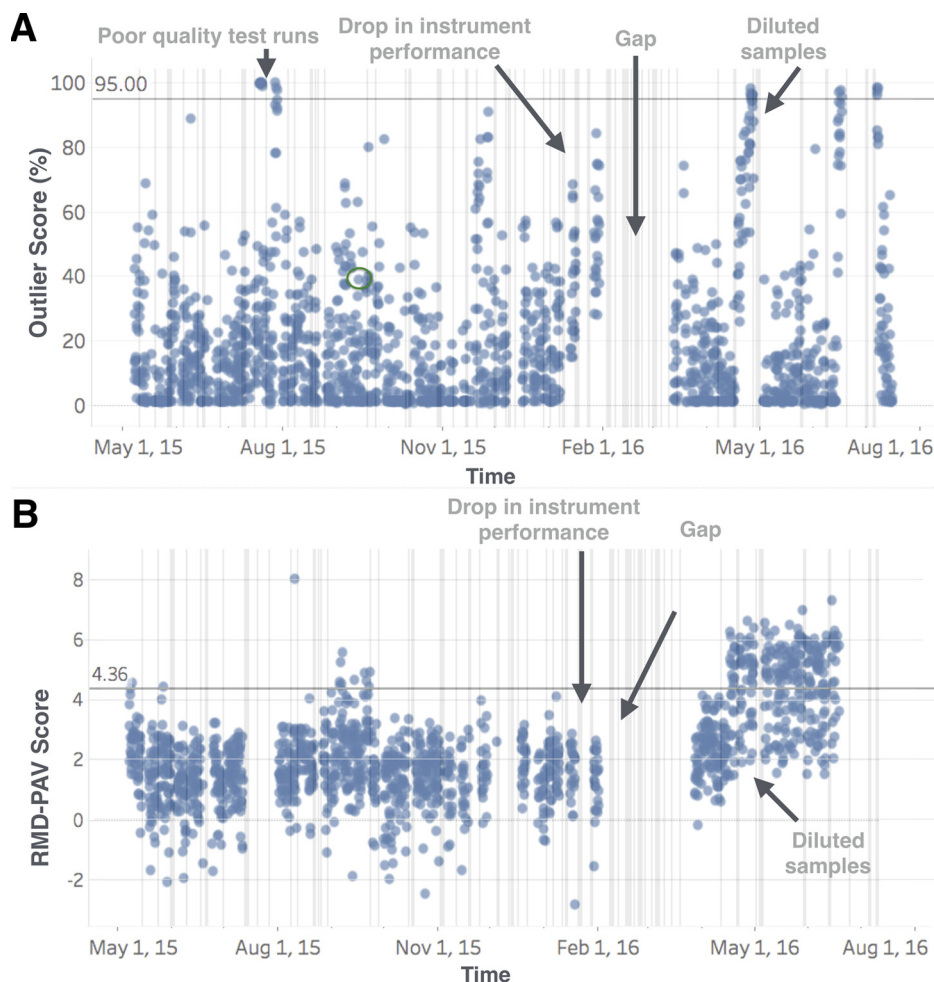 A
Poor quality test runs
Drop in instrument
performance
Gap
Diluted
samples
95.00
100
80
60
40
20
0
Outlier Score (%)
May 1, 15
Aug 1, 15
Nov 1, 15
Feb 1, 16
May 1, 16
Aug 1, 16
Time
B
Drop in instrument
performance
Gap
4.36
8
6
4
2
0
-2
RMD-PAV Score
Diluted
samples
May 1, 15
Aug 1, 15
Nov 1, 15
Feb 1, 16
May 1, 16
Aug 1, 16
Time